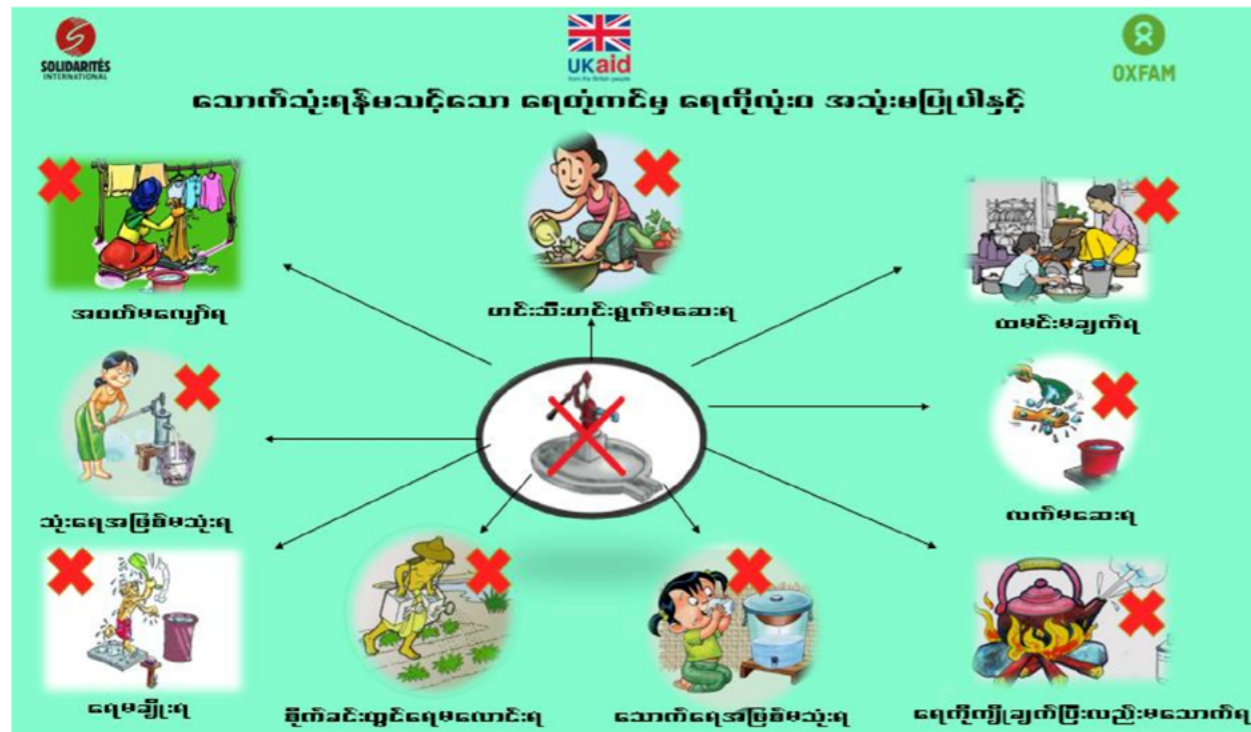 SOLIDARITÉS
INTERNATIONAL
UKaid
from the British people
OXFAM
သောက်သုံးရန်မသင့်သော ရေတုံကင်မှ ရေကိုလုံးဝ အသုံးမပြုပါနှင့်
အဝတ်မလျှော်ရ
ဟင်းသီးဟင်းရွက်မဆေးရ
ထမင်းမချက်ရ
သုံးရေအဖြစ်မသုံးရ
လက်မဆေးရ
ရေမချိုးရ
စိုက်ခင်းတွင်ရေမလောင်းရ
သောက်ရေအဖြစ်မသုံးရ
ရေကိုကျိုချက်ပြီးလည်းမသောက်ရ